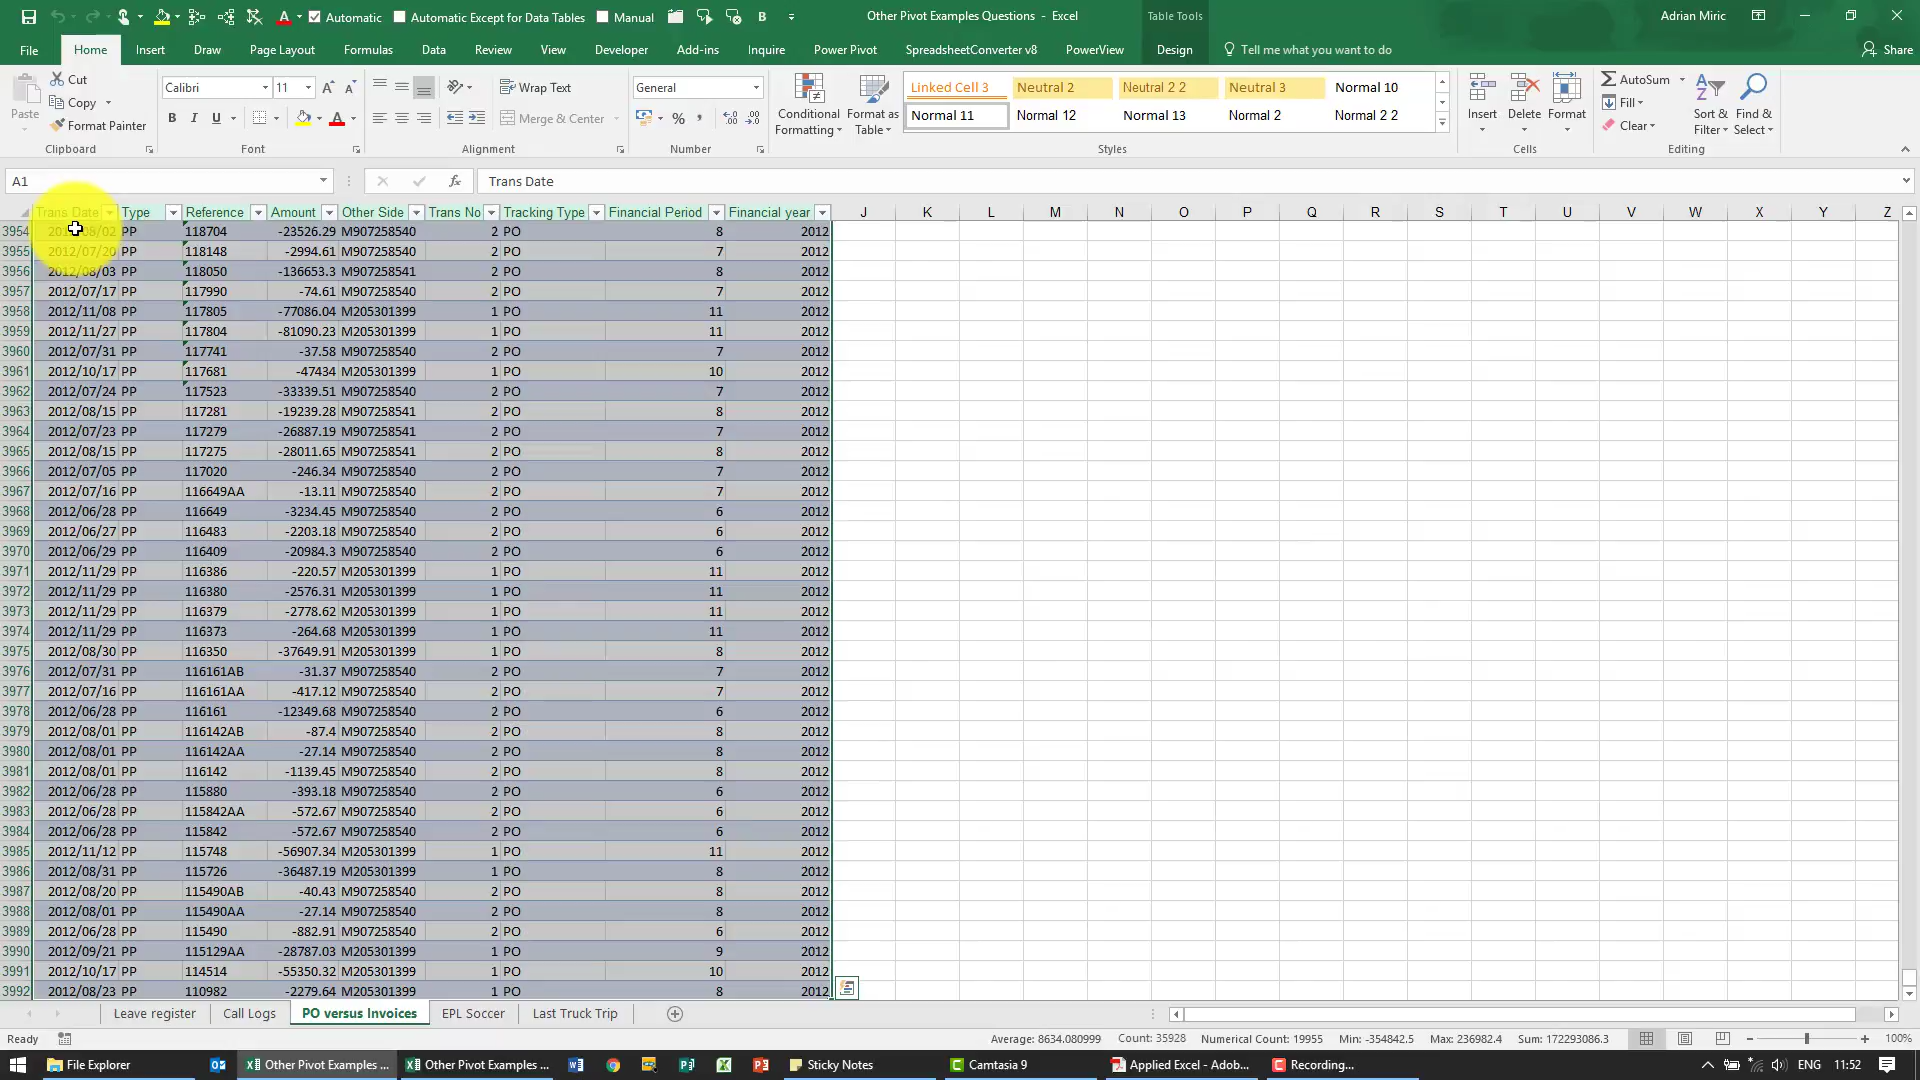 Automatic Automatic Except for Data Tables Manual B Other Pivot Examples Questions - Excel Table Tools Adrian Miric
File Home Insert Draw Page Layout Formulas Data Review View Developer Add-ins Inquire Power Pivot SpreadsheetConverter v8 PowerView Design Tell me what you want to do Share
Paste Cut Copy Format Painter Clipboard
Calibri 11 B I U Font
Wrap Text Merge & Center Alignment
General % Number
Conditional Formatting Format as Table
Linked Cell 3 Neutral 2 Neutral 2 2 Neutral 3 Normal 10
Normal 11 Normal 12 Normal 13 Normal 2 Normal 2 2
Styles
Insert Delete Format Cells
AutoSum Fill Clear Sort & Filter Find & Select Editing
A1 fx Trans Date
Trans Date Type Reference Amount Other Side Trans No Tracking Type Financial Period Financial year J K L M N O P Q R S T U V W X Y Z
3954 2012/08/02 PP 118704 -23526.29 M907258540 2 PO 8 2012
3955 2012/07/20 PP 118148 -2994.61 M907258540 2 PO 7 2012
3956 2012/08/03 PP 118050 -136653.3 M907258541 2 PO 8 2012
3957 2012/07/17 PP 117990 -74.61 M907258540 2 PO 7 2012
3958 2012/11/08 PP 117805 -77086.04 M205301399 1 PO 11 2012
3959 2012/11/27 PP 117804 -81090.23 M205301399 1 PO 11 2012
3960 2012/07/31 PP 117741 -37.58 M907258540 2 PO 7 2012
3961 2012/10/17 PP 117681 -47434 M205301399 1 PO 10 2012
3962 2012/07/24 PP 117523 -33339.51 M907258540 2 PO 7 2012
3963 2012/08/15 PP 117281 -19239.28 M907258541 2 PO 8 2012
3964 2012/07/23 PP 117279 -26887.19 M907258541 2 PO 7 2012
3965 2012/08/15 PP 117275 -28011.65 M907258541 2 PO 8 2012
3966 2012/07/05 PP 117020 -246.34 M907258540 2 PO 7 2012
3967 2012/07/16 PP 116649AA -13.11 M907258540 2 PO 7 2012
3968 2012/06/28 PP 116649 -3234.45 M907258540 2 PO 6 2012
3969 2012/06/27 PP 116483 -2203.18 M907258540 2 PO 6 2012
3970 2012/06/29 PP 116409 -20984.3 M907258540 2 PO 6 2012
3971 2012/11/29 PP 116386 -220.57 M205301399 1 PO 11 2012
3972 2012/11/29 PP 116380 -2576.31 M205301399 1 PO 11 2012
3973 2012/11/29 PP 116379 -2778.62 M205301399 1 PO 11 2012
3974 2012/11/29 PP 116373 -264.68 M205301399 1 PO 11 2012
3975 2012/08/30 PP 116350 -37649.91 M205301399 1 PO 8 2012
3976 2012/07/31 PP 116161AB -31.37 M907258540 2 PO 7 2012
3977 2012/07/16 PP 116161AA -417.12 M907258540 2 PO 7 2012
3978 2012/06/28 PP 116161 -12349.68 M907258540 2 PO 6 2012
3979 2012/08/01 PP 116142AB -87.4 M907258540 2 PO 8 2012
3980 2012/08/01 PP 116142AA -27.14 M907258540 2 PO 8 2012
3981 2012/08/01 PP 116142 -1139.45 M907258540 2 PO 8 2012
3982 2012/06/28 PP 115880 -393.18 M907258540 2 PO 6 2012
3983 2012/06/28 PP 115842AA -572.67 M907258540 2 PO 6 2012
3984 2012/06/28 PP 115842 -572.67 M907258540 2 PO 6 2012
3985 2012/11/12 PP 115748 -56907.34 M205301399 1 PO 11 2012
3986 2012/08/31 PP 115726 -36487.19 M205301399 1 PO 8 2012
3987 2012/08/20 PP 115490AB -40.43 M907258540 2 PO 8 2012
3988 2012/08/01 PP 115490AA -27.14 M907258540 2 PO 8 2012
3989 2012/06/28 PP 115490 -882.91 M907258540 2 PO 6 2012
3990 2012/09/21 PP 115129AA -28787.03 M205301399 1 PO 9 2012
3991 2012/10/17 PP 114514 -55350.32 M205301399 1 PO 10 2012
3992 2012/08/23 PP 110982 -2279.64 M205301399 1 PO 8 2012
Leave register Call Logs PO versus Invoices EPL Soccer Last Truck Trip
Ready Average: 8634.080999 Count: 35928 Numerical Count: 19955 Min: -354842.5 Max: 236982.4 Sum: 172293086.3 100%
File Explorer Other Pivot Examples ... Other Pivot Examples ... Sticky Notes Camtasia 9 Applied Excel - Adob... Recording... ENG 11:52